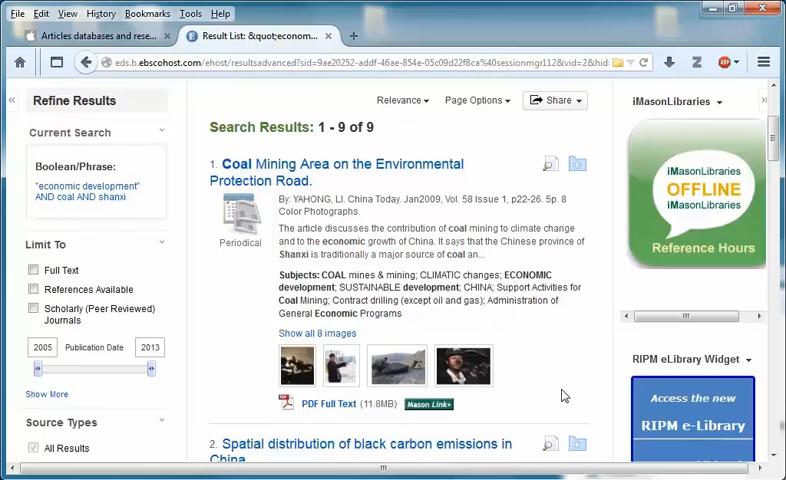 File Edit View History Bookmarks Tools Help
Articles databases and rese... × Result List: &quot;econom... × +
eds.b.ebscohost.com/ehost/resultsadvanced?sid=9ae20252-addf-46ae-854e-05c09d22f8ca%40sessionmgr112&vid=2&hid
Refine Results
Current Search
Boolean/Phrase:
"economic development"
AND coal AND shanxi
Limit To
Full Text
References Available
Scholarly (Peer Reviewed)
Journals
2005 Publication Date 2013
Show More
Source Types
All Results
Relevance Page Options Share
Search Results: 1 - 9 of 9
1. Coal Mining Area on the Environmental
Protection Road.
Periodical
By: YAHONG, LI. China Today. Jan2009, Vol. 58 Issue 1, p22-26. 5p. 8
Color Photographs.
The article discusses the contribution of coal mining to climate change
and to the economic growth of China. It says that the Chinese province of
Shanxi is traditionally a major source of coal an...
Subjects: COAL mines & mining; CLIMATIC changes; ECONOMIC
development; SUSTAINABLE development; CHINA; Support Activities for
Coal Mining; Contract drilling (except oil and gas); Administration of
General Economic Programs
Show all 8 images
PDF Full Text (11.8MB) Mason Link+
2. Spatial distribution of black carbon emissions in
China.
iMasonLibraries
iMasonLibraries
OFFLINE
iMasonLibraries
Reference Hours
RIPM eLibrary Widget
Access the new
RIPM e-Library